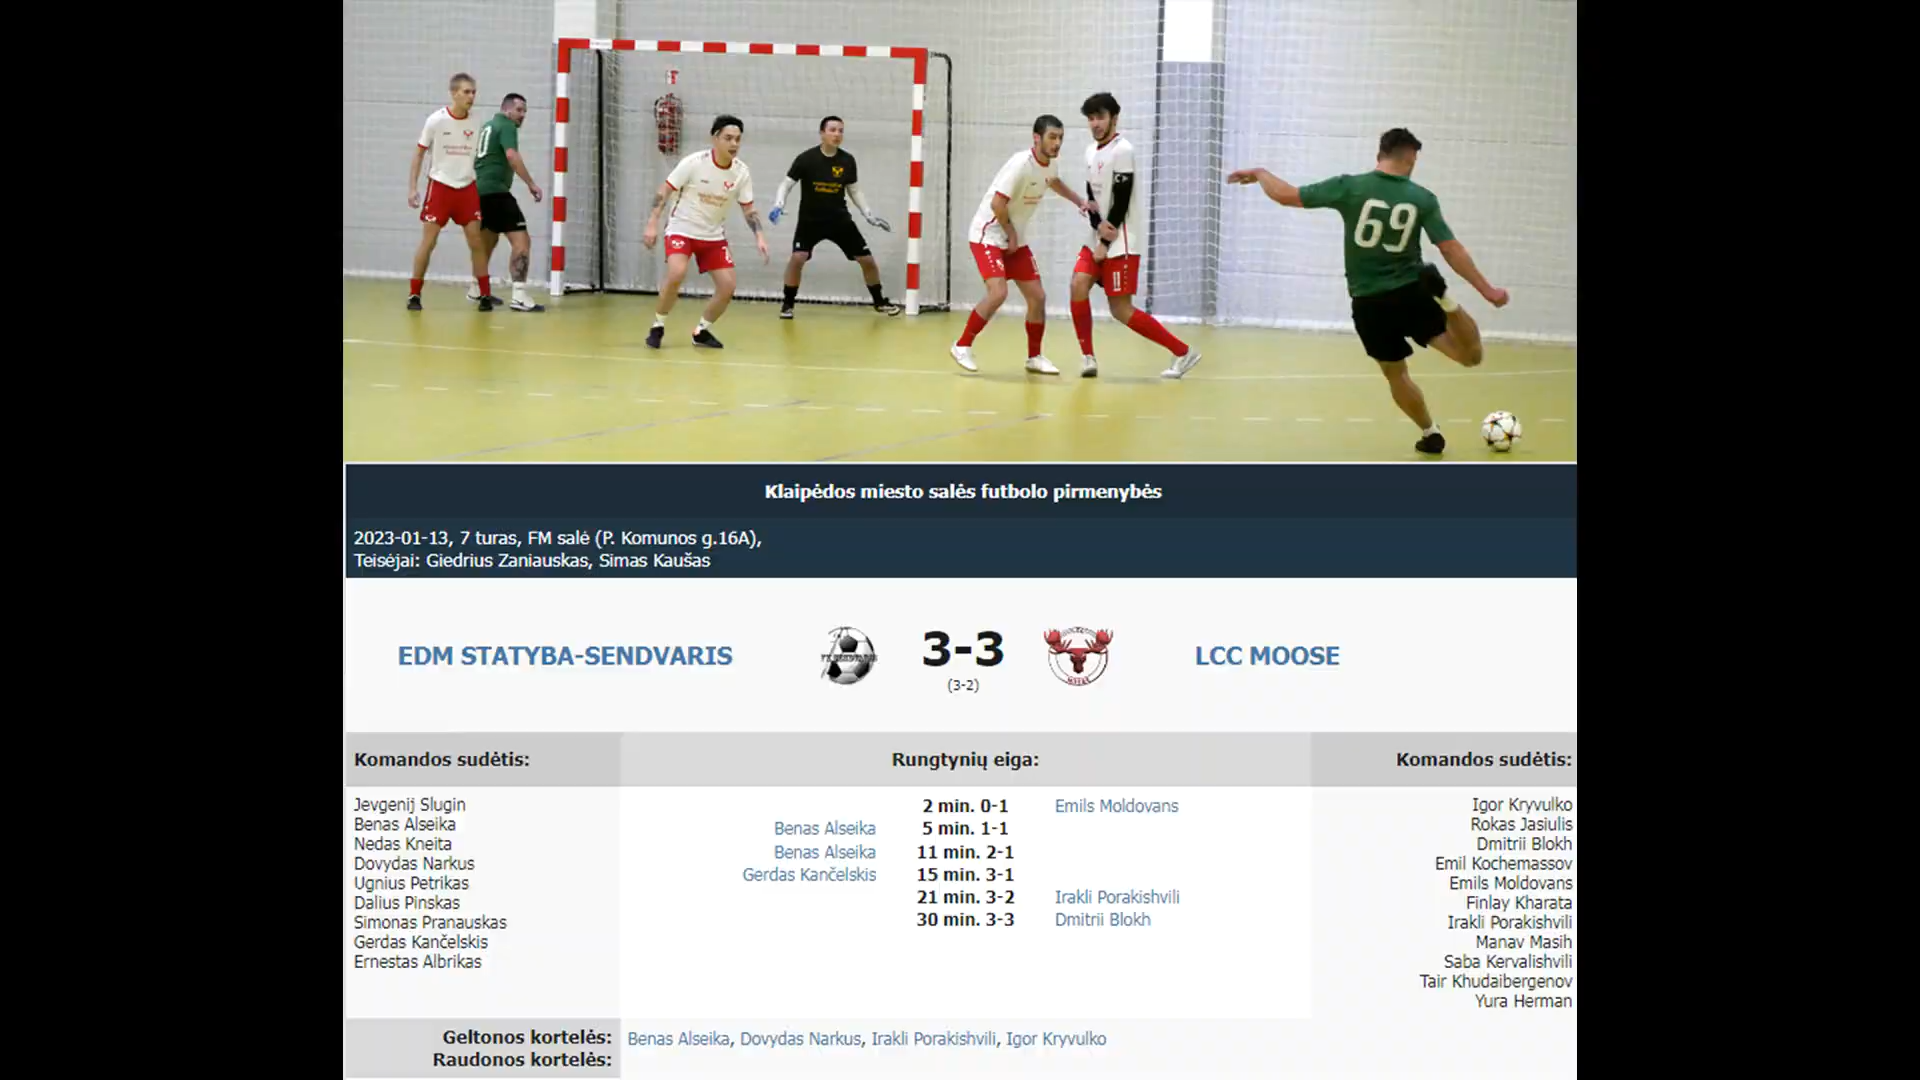 69
Klaipėdos miesto salės futbolo pirmenybės
2023-01-13, 7 turas, FM salė (P. Komunos g.16A),
Teisėjai: Giedrius Zaniauskas, Simas Kaušas
EDM STATYBA-SENDVARIS
3-3
(3-2)
LCC MOOSE
Komandos sudėtis:
Rungtynių eiga:
Komandos sudėtis:
Jevgenij Slugin
Benas Alseika
Nedas Kneita
Dovydas Narkus
Ugnius Petrikas
Dalius Pinskas
Simonas Pranauskas
Gerdas Kančelskis
Ernestas Albrikas
2 min. 0-1 Emils Moldovans
Benas Alseika 5 min. 1-1
Benas Alseika 11 min. 2-1
Gerdas Kančelskis 15 min. 3-1
21 min. 3-2 Irakli Porakishvili
30 min. 3-3 Dmitrii Blokh
Igor Kryvulko
Rokas Jasiulis
Dmitrii Blokh
Emil Kochemassov
Emils Moldovans
Finlay Kharata
Irakli Porakishvili
Manav Masih
Saba Kervalishvili
Tair Khudaibergenov
Yura Herman
Geltonos kortelės: Benas Alseika, Dovydas Narkus, Irakli Porakishvili, Igor Kryvulko
Raudonos kortelės: